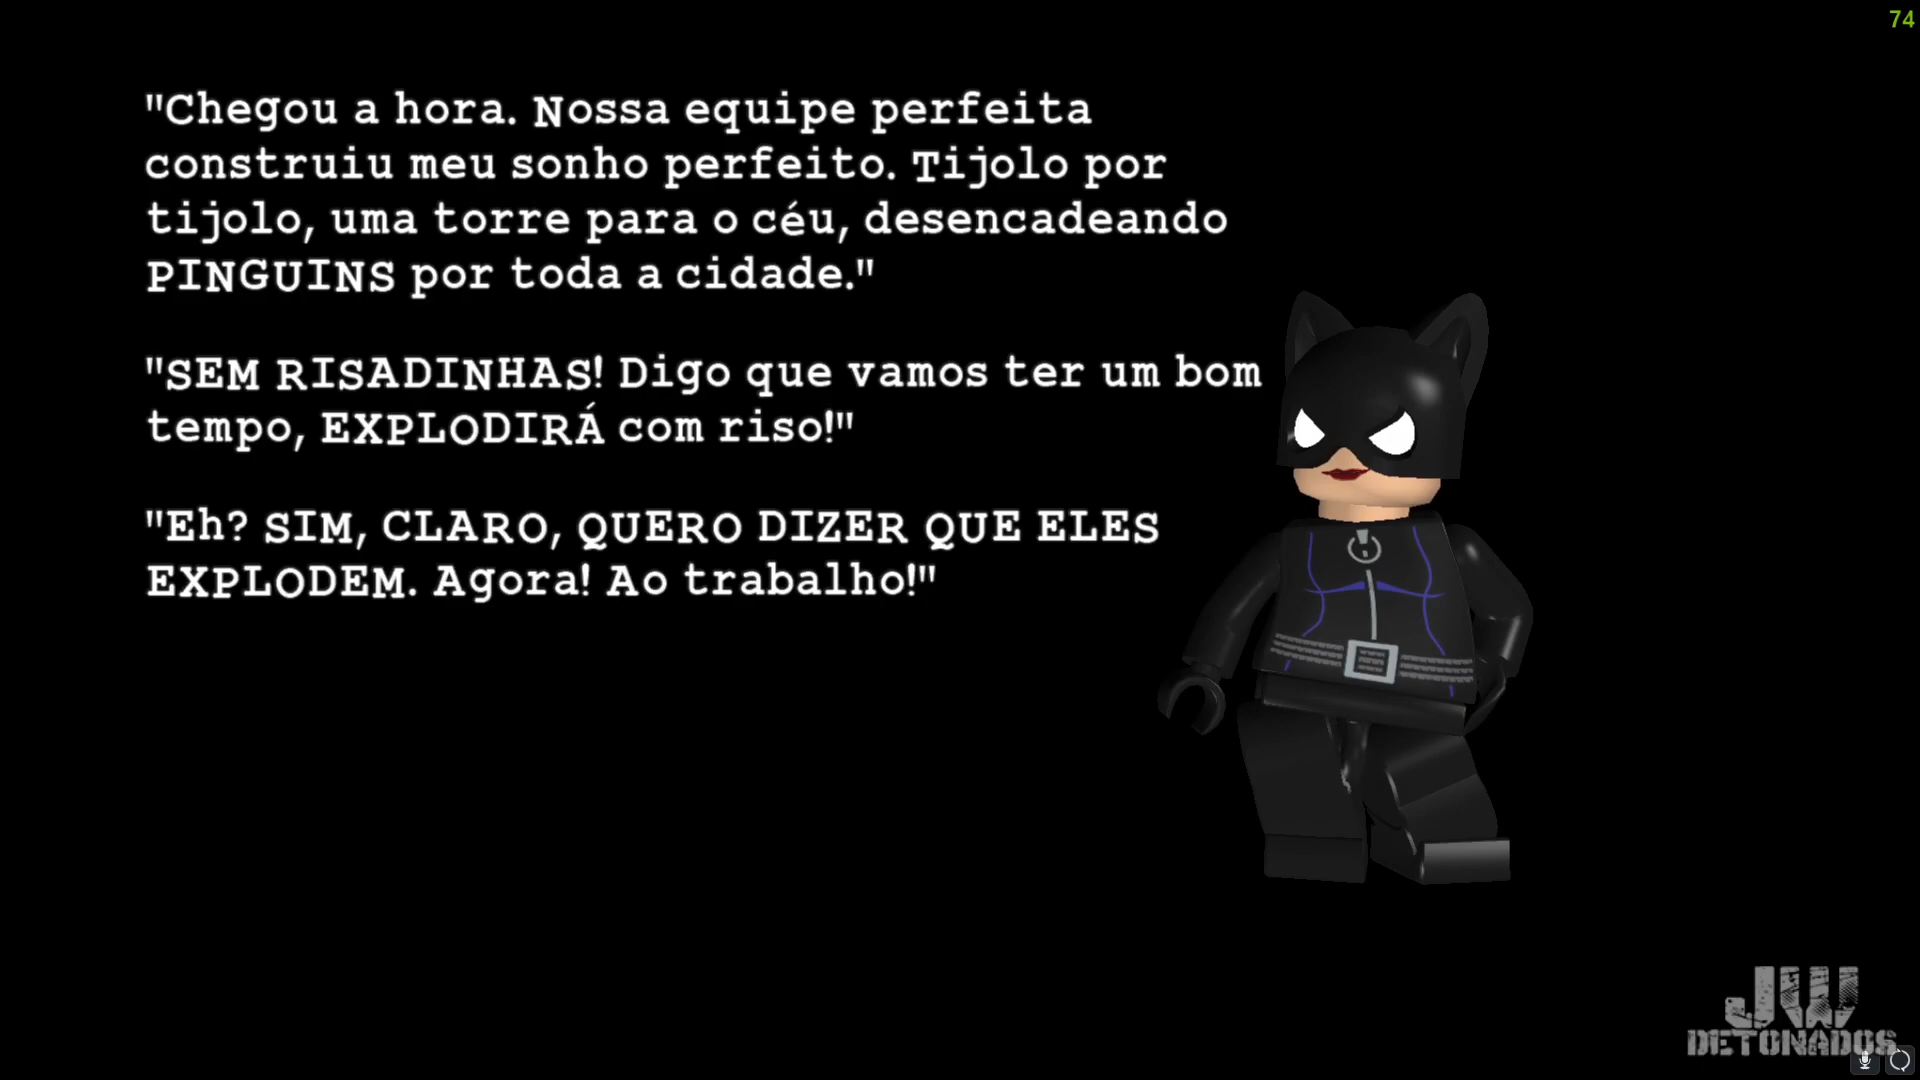 74
"Chegou a hora. Nossa equipe perfeita
construiu meu sonho perfeito. Tijolo por
tijolo, uma torre para o céu, desencadeando
PINGUINS por toda a cidade."
"SEM RISADINHAS! Digo que vamos ter um bom
tempo, EXPLODIRÁ com riso!"
"Eh? SIM, CLARO, QUERO DIZER QUE ELES
EXPLODEM. Agora! Ao trabalho!"
JW
DETONADOS